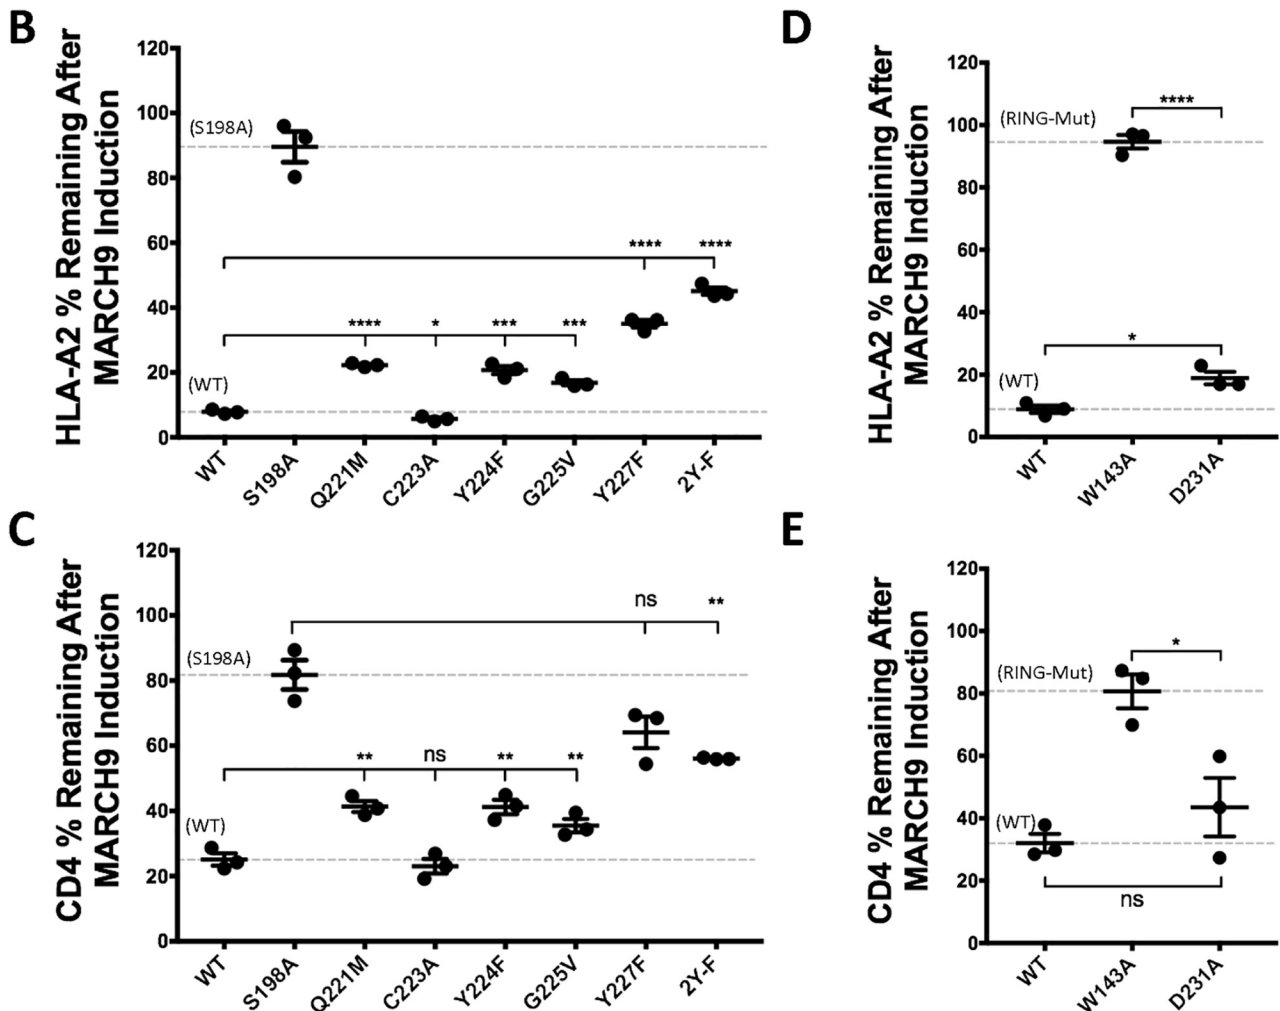 B
HLA-A2 % Remaining After
MARCH9 Induction
120
100
80
60
40
20
0
(S198A)
(WT)
**** ****
**** * *** ***
WT S198A Q221M C223A Y224F G225V Y227F 2Y-F
D
HLA-A2 % Remaining After
MARCH9 Induction
120
100
80
60
40
20
0
(RING-Mut)
(WT)
****
*
WT W143A D231A
C
CD4 % Remaining After
MARCH9 Induction
120
100
80
60
40
20
0
(S198A)
(WT)
ns **
** ns ** **
WT S198A Q221M C223A Y224F G225V Y227F 2Y-F
E
CD4 % Remaining After
MARCH9 Induction
120
100
80
60
40
20
0
(RING-Mut)
(WT)
*
ns
WT W143A D231A